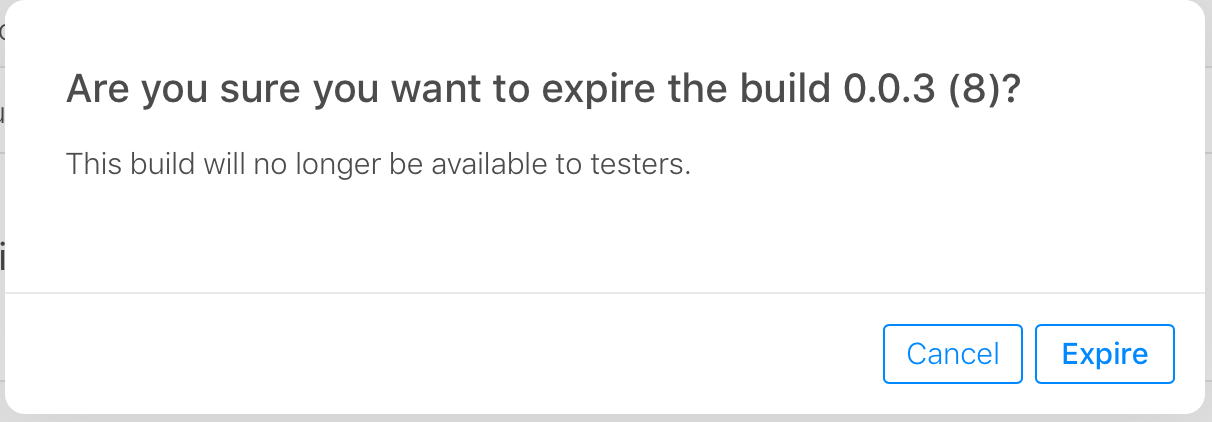 Are you sure you want to expire the build 0.0.3 (8)?
This build will no longer be available to testers.
Cancel
Expire